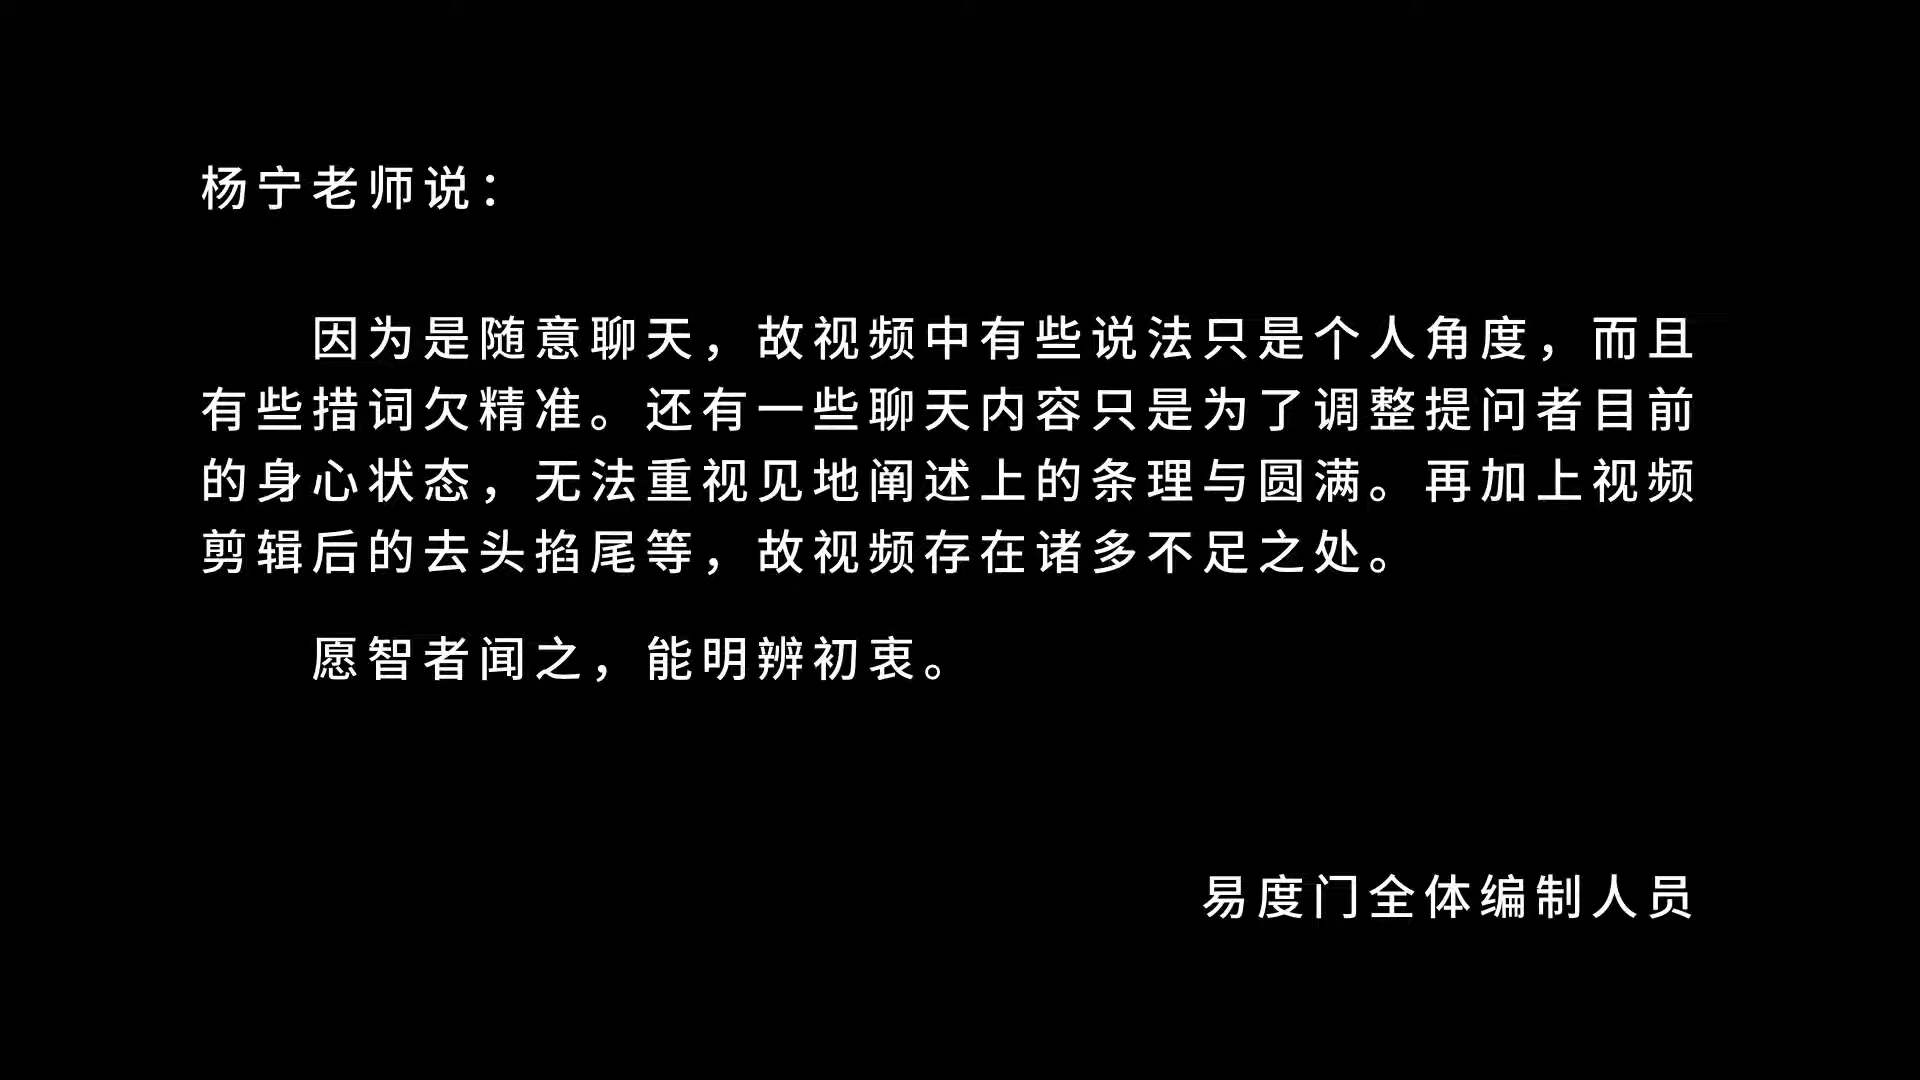 杨宁老师说：
因为是随意聊天，故视频中有些说法只是个人角度，而且
有些措词欠精准。还有一些聊天内容只是为了调整提问者目前
的身心状态，无法重视见地阐述上的条理与圆满。再加上视频
剪辑后的去头掐尾等，故视频存在诸多不足之处。
愿智者闻之，能明辨初衷。
易度门全体编制人员